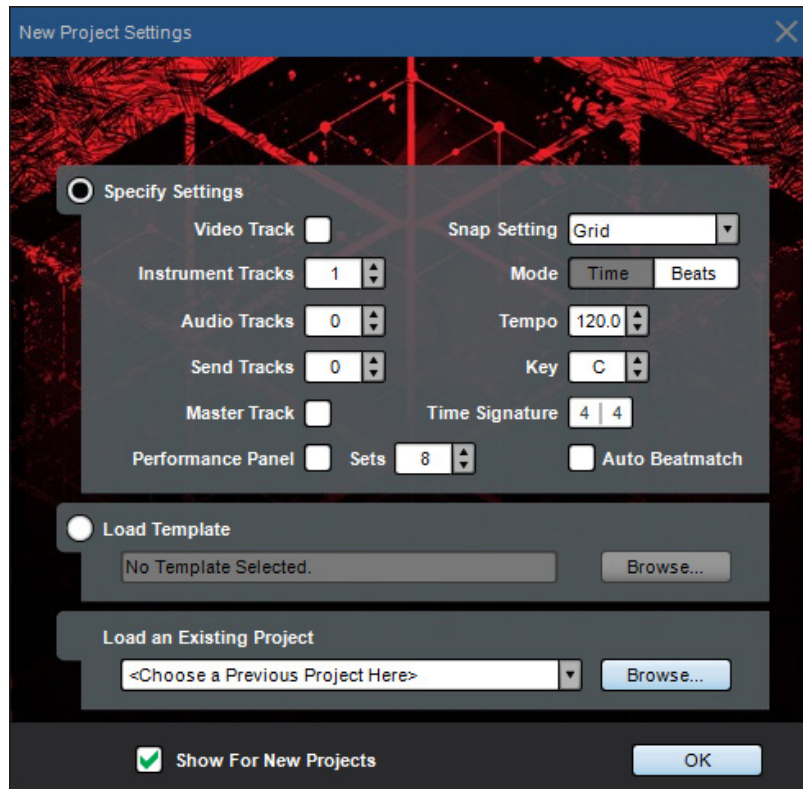 New Project Settings
Specify Settings
Video Track Snap Setting Grid
Instrument Tracks 1 Mode Time Beats
Audio Tracks 0 Tempo 120.0
Send Tracks 0 Key C
Master Track Time Signature 4 | 4
Performance Panel Sets 8 Auto Beatmatch
Load Template
No Template Selected. Browse...
Load an Existing Project
<Choose a Previous Project Here> Browse...
Show For New Projects OK